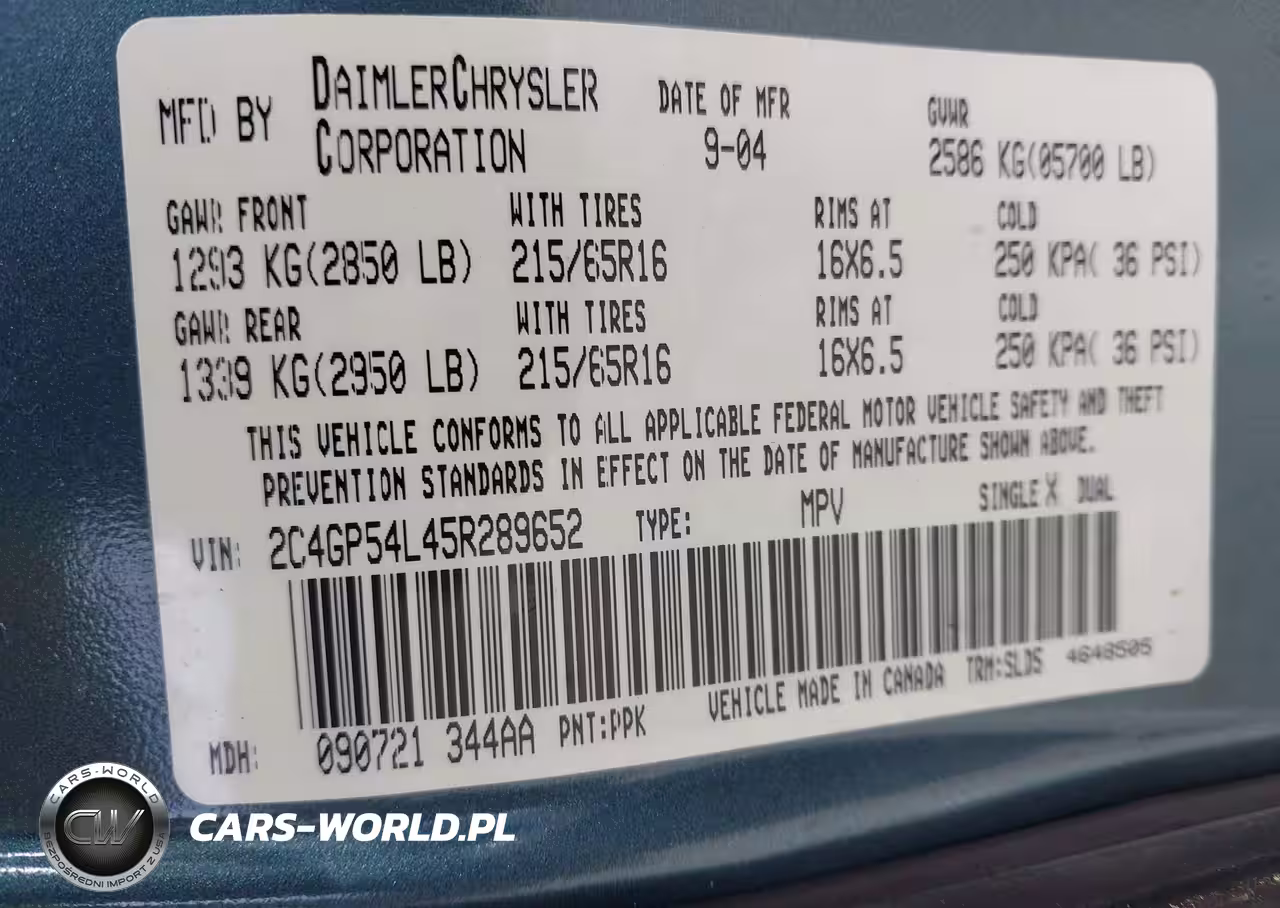 MFD BY DAIMLERCHRYSLER CORPORATION DATE OF MFR 9-04 GVWR 2586 KG(05700 LB)
GAWR FRONT WITH TIRES RIMS AT COLD
1293 KG(2850 LB) 215/65R16 16X6.5 250 KPA( 36 PSI)
GAWR REAR WITH TIRES RIMS AT COLD
1339 KG(2950 LB) 215/65R16 16X6.5 250 KPA( 36 PSI)
THIS VEHICLE CONFORMS TO ALL APPLICABLE FEDERAL MOTOR VEHICLE SAFETY AND THEFT
PREVENTION STANDARDS IN EFFECT ON THE DATE OF MANUFACTURE SHOWN ABOVE.
VIN: 2C4GP54L45R289652 TYPE: MPV SINGLE X DUAL
MDH: 090721 344AA PNT:PPK VEHICLE MADE IN CANADA TRM:SLDS 4648505
CARS-WORLD
CW
BEZPOŚREDNI IMPORT Z USA
CARS-WORLD.PL